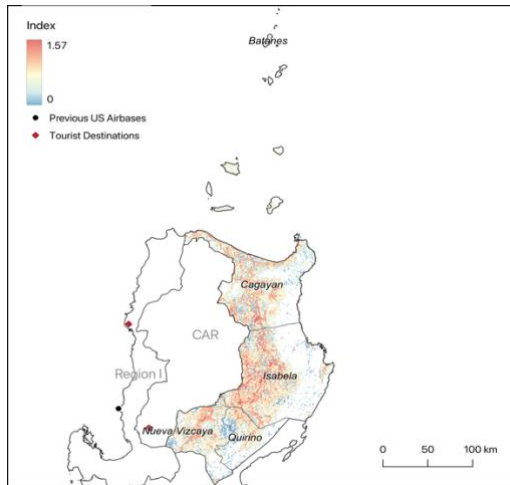 Index
1.57
0
Previous US Airbases
Tourist Destinations
Batanes
Cagayan
CAR
Region I
Isabela
Nueva Vizcaya
Quirino
0 50 100 km